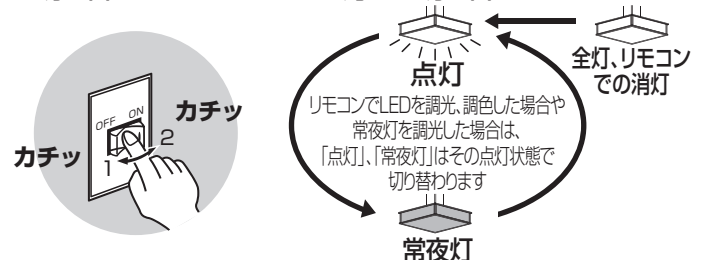 OFF ON
カチッ
2
カチッ
1
点灯
リモコンでLEDを調光、調色した場合や
常夜灯を調光した場合は、
「点灯」、「常夜灯」はその点灯状態で
切り替わります
常夜灯
全灯、リモコン
での消灯